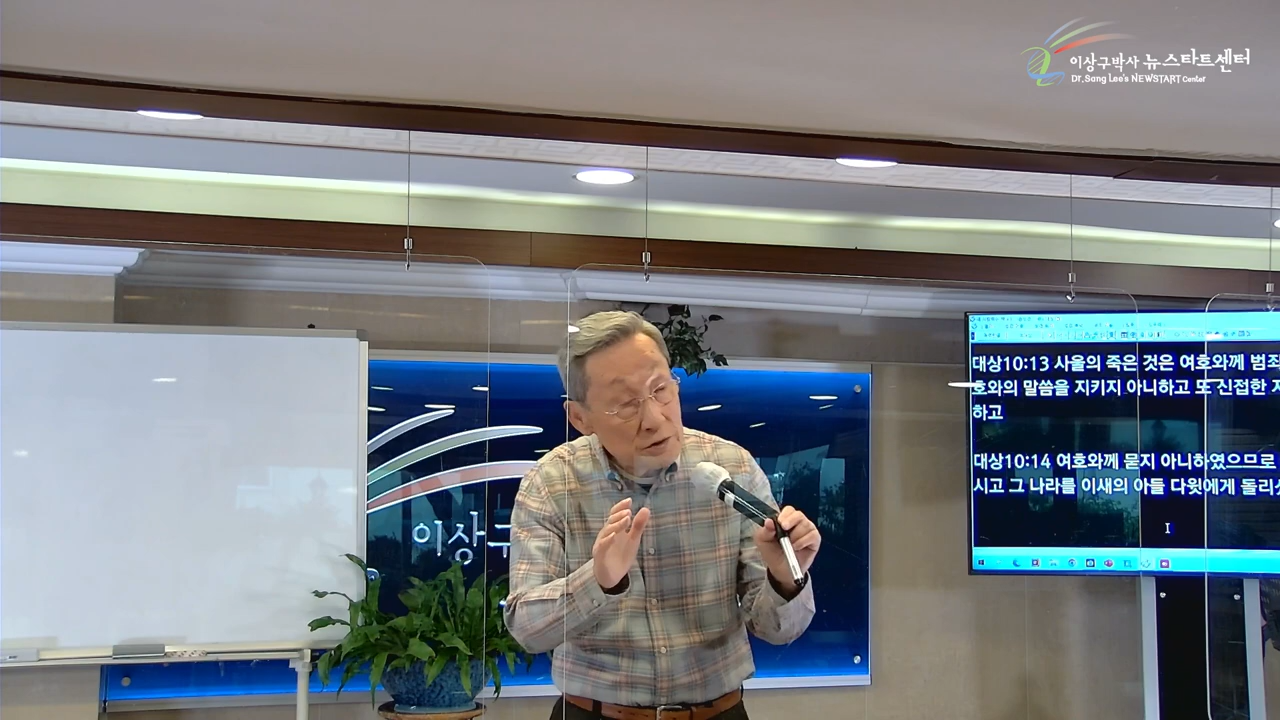 이상구박사 뉴스타트센터
Dr. Sang Lee's NEWSTART Center
대상10:13 사울의 죽은 것은 여호와께 범죄
호와의 말씀을 지키지 아니하고 또 신접한
하고
대상10:14 여호와께 묻지 아니하였으므로
시고 그 나라를 이새의 아들 다윗에게 돌리
이상구